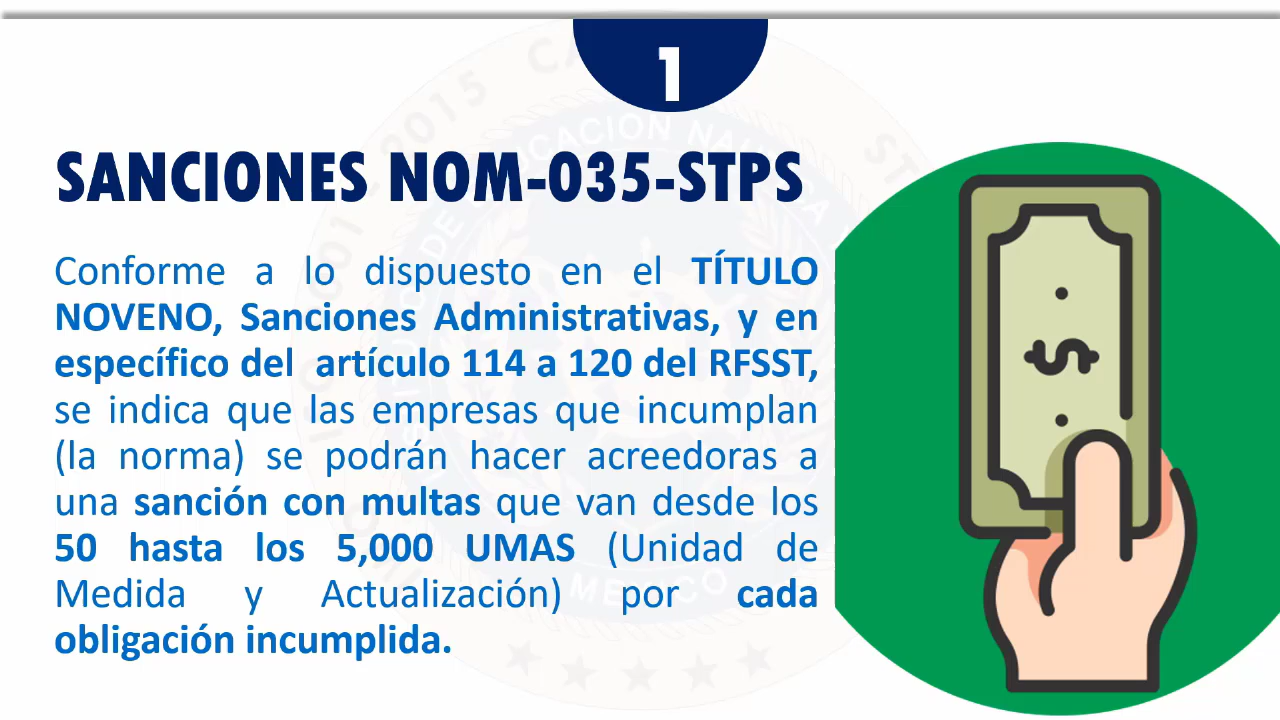 1
SANCIONES NOM-035-STPS
Conforme a lo dispuesto en el TÍTULO
NOVENO, Sanciones Administrativas, y en
específico del artículo 114 a 120 del RFSST,
se indica que las empresas que incumplan
(la norma) se podrán hacer acreedoras a
una sanción con multas que van desde los
50 hasta los 5,000 UMAS (Unidad de
Medida y Actualización) por cada
obligación incumplida.
$